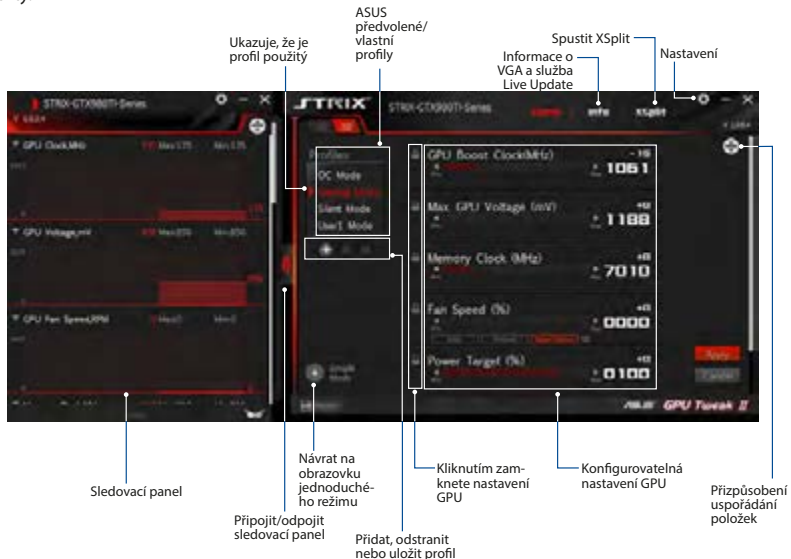 ASUS
předvolené/
vlastní
profily
Ukazuje, že je
profil použitý
Spustit XSplit
Informace o
VGA a služba
Live Update
Nastavení
STRIX-GTX980TI-Series
GPU Clock,MHz
GPU Voltage,mV
GPU Fan Speed,RPM
STRIX
STRIX-GTX980TI-Series
Info
XSplit
Profiles
OC Mode
Silent Mode
User1 Mode
Simple
Mode
GPU Boost Clock(MHz)
1061
Max. GPU Voltage (mV)
1188
Memory Clock (MHz)
7010
Fan Speed (%)
0000
Power Target (%)
0100
Apply
GPU Tweak II
Sledovací panel
Připojit/odpojit
sledovací panel
Návrat na
obrazovku
jednoduché-
ho režimu
Přidat, odstranit
nebo uložit profil
Kliknutím zam-
knete nastavení
GPU
Konfigurovatelná
nastavení GPU
Přizpůsobení
uspořádání
položek